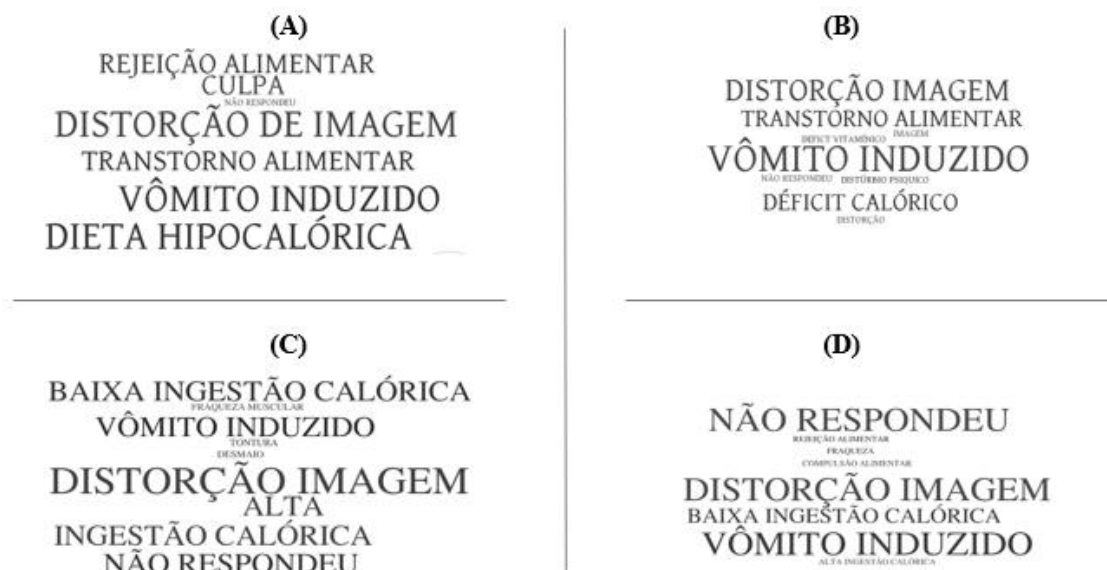 (A)
REJEIÇÃO ALIMENTAR
CULPA
NÃO RESPONDEU
DISTORÇÃO DE IMAGEM
TRANSTORNO ALIMENTAR
VÔMITO INDUZIDO
DIETA HIPOCALÓRICA
(B)
DISTORÇÃO IMAGEM
TRANSTORNO ALIMENTAR
DEFICT VITAMÍNICO IMAGEM
VÔMITO INDUZIDO
NÃO RESPONDEU DISTÚRBIO PSIQUICO
DÉFICIT CALÓRICO
DISTORÇÃO
(C)
BAIXA INGESTÃO CALÓRICA
FRAQUEZA MUSCULAR
VÔMITO INDUZIDO
TONTURA
DESMAIO
DISTORÇÃO IMAGEM
ALTA
INGESTÃO CALÓRICA
NÃO RESPONDEU
(D)
NÃO RESPONDEU
REJEIÇÃO ALIMENTAR
FRAQUEZA
COMPULSÃO ALIMENTAR
DISTORÇÃO IMAGEM
BAIXA INGESTÃO CALÓRICA
VÔMITO INDUZIDO
ALTA INGESTÃO CALÓRICA